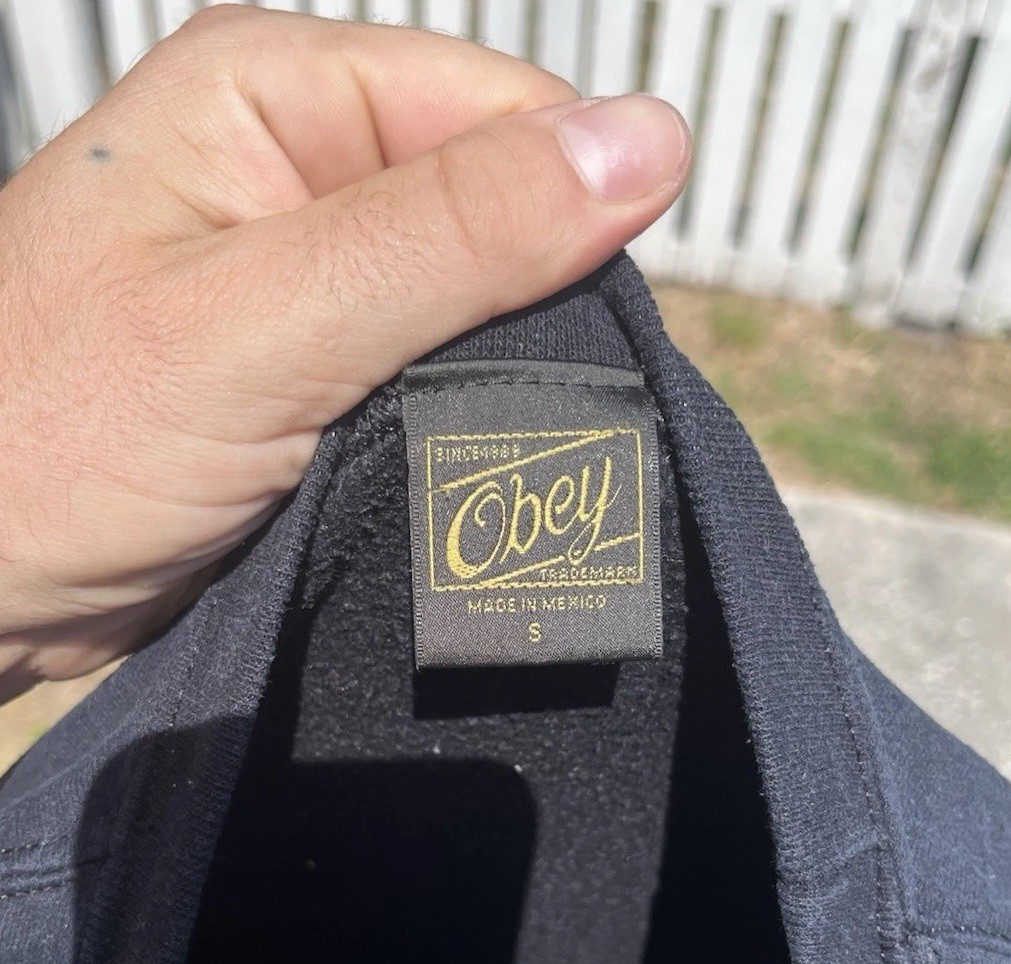 SINCE 1989
Obey
TRADEMARK
MADE IN MEXICO
S